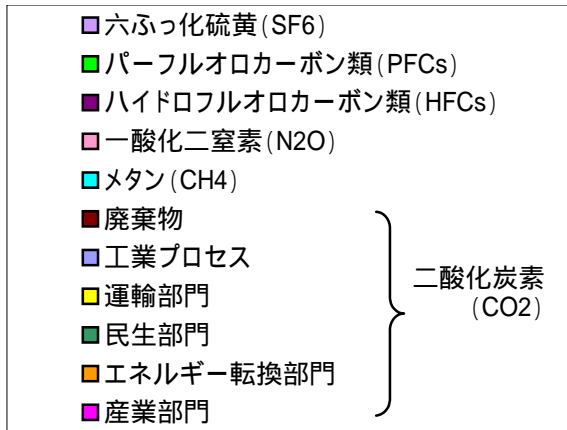 六ふっ化硫黄(SF6)
パーフルオロカーボン類(PFCs)
ハイドロフルオロカーボン類(HFCs)
一酸化二窒素(N2O)
メタン(CH4)
廃棄物
工業プロセス
運輸部門
民生部門
エネルギー転換部門
産業部門
二酸化炭素
(CO2)